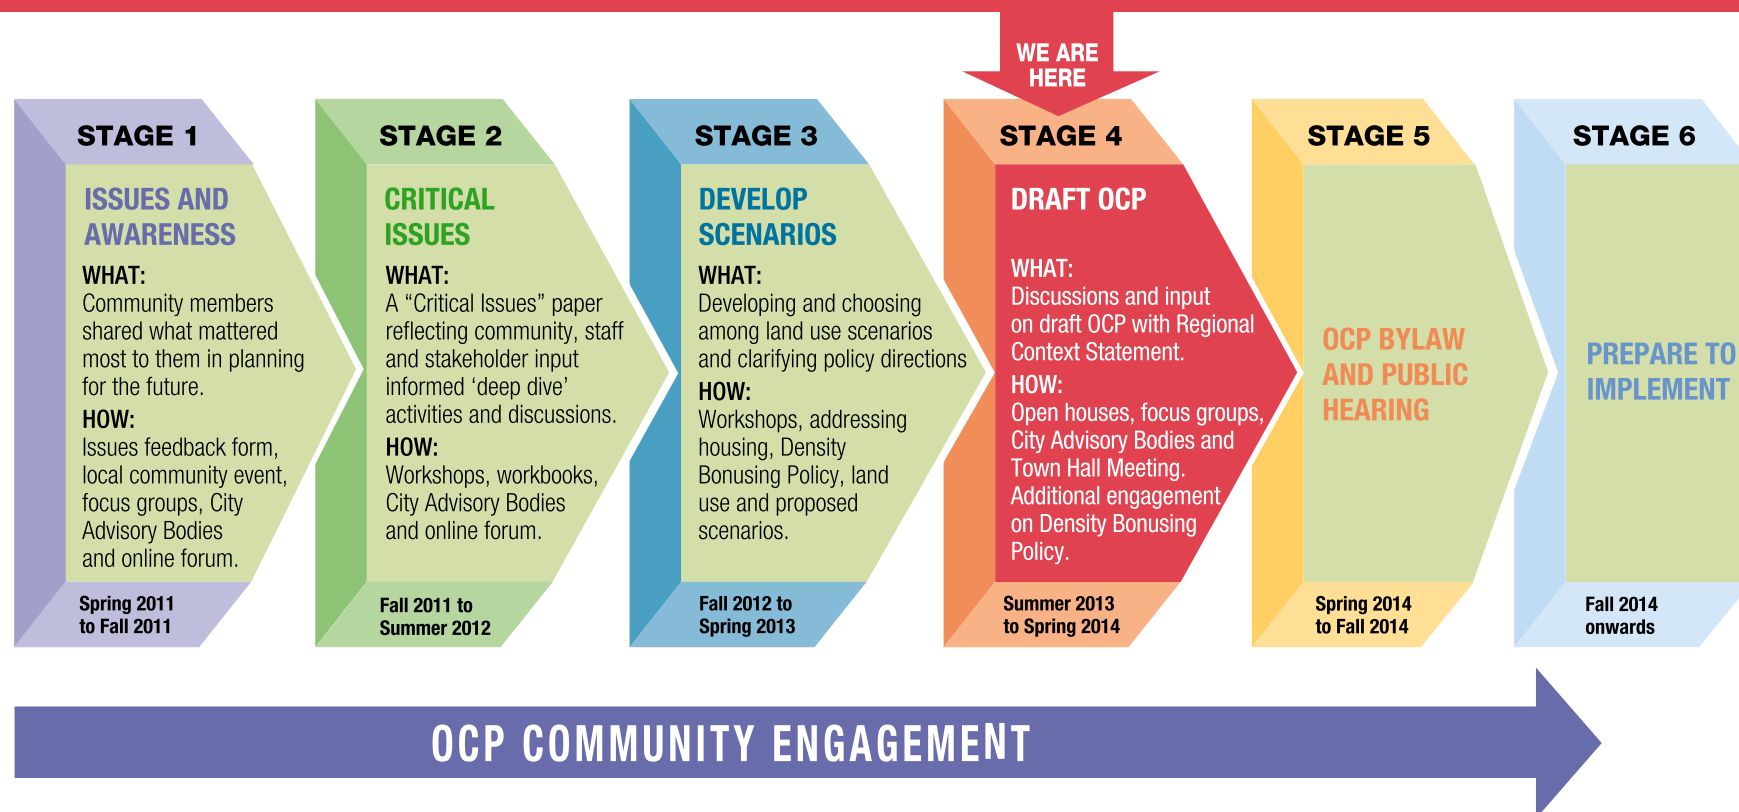 WE ARE
HERE
STAGE 1
ISSUES AND
AWARENESS
WHAT:
Community members
shared what mattered
most to them in planning
for the future.
HOW:
Issues feedback form,
local community event,
focus groups, City
Advisory Bodies
and online forum.
Spring 2011
to Fall 2011
STAGE 2
CRITICAL
ISSUES
WHAT:
A “Critical Issues” paper
reflecting community, staff
and stakeholder input
informed ‘deep dive’
activities and discussions.
HOW:
Workshops, workbooks,
City Advisory Bodies
and online forum.
Fall 2011 to
Summer 2012
STAGE 3
DEVELOP
SCENARIOS
WHAT:
Developing and choosing
among land use scenarios
and clarifying policy directions
HOW:
Workshops, addressing
housing, Density
Bonusing Policy, land
use and proposed
scenarios.
Fall 2012 to
Spring 2013
STAGE 4
DRAFT OCP
WHAT:
Discussions and input
on draft OCP with Regional
Context Statement.
HOW:
Open houses, focus groups,
City Advisory Bodies and
Town Hall Meeting.
Additional engagement
on Density Bonusing
Policy.
Summer 2013
to Spring 2014
STAGE 5
OCP BYLAW
AND PUBLIC
HEARING
Spring 2014
to Fall 2014
STAGE 6
PREPARE TO
IMPLEMENT
Fall 2014
onwards
OCP COMMUNITY ENGAGEMENT